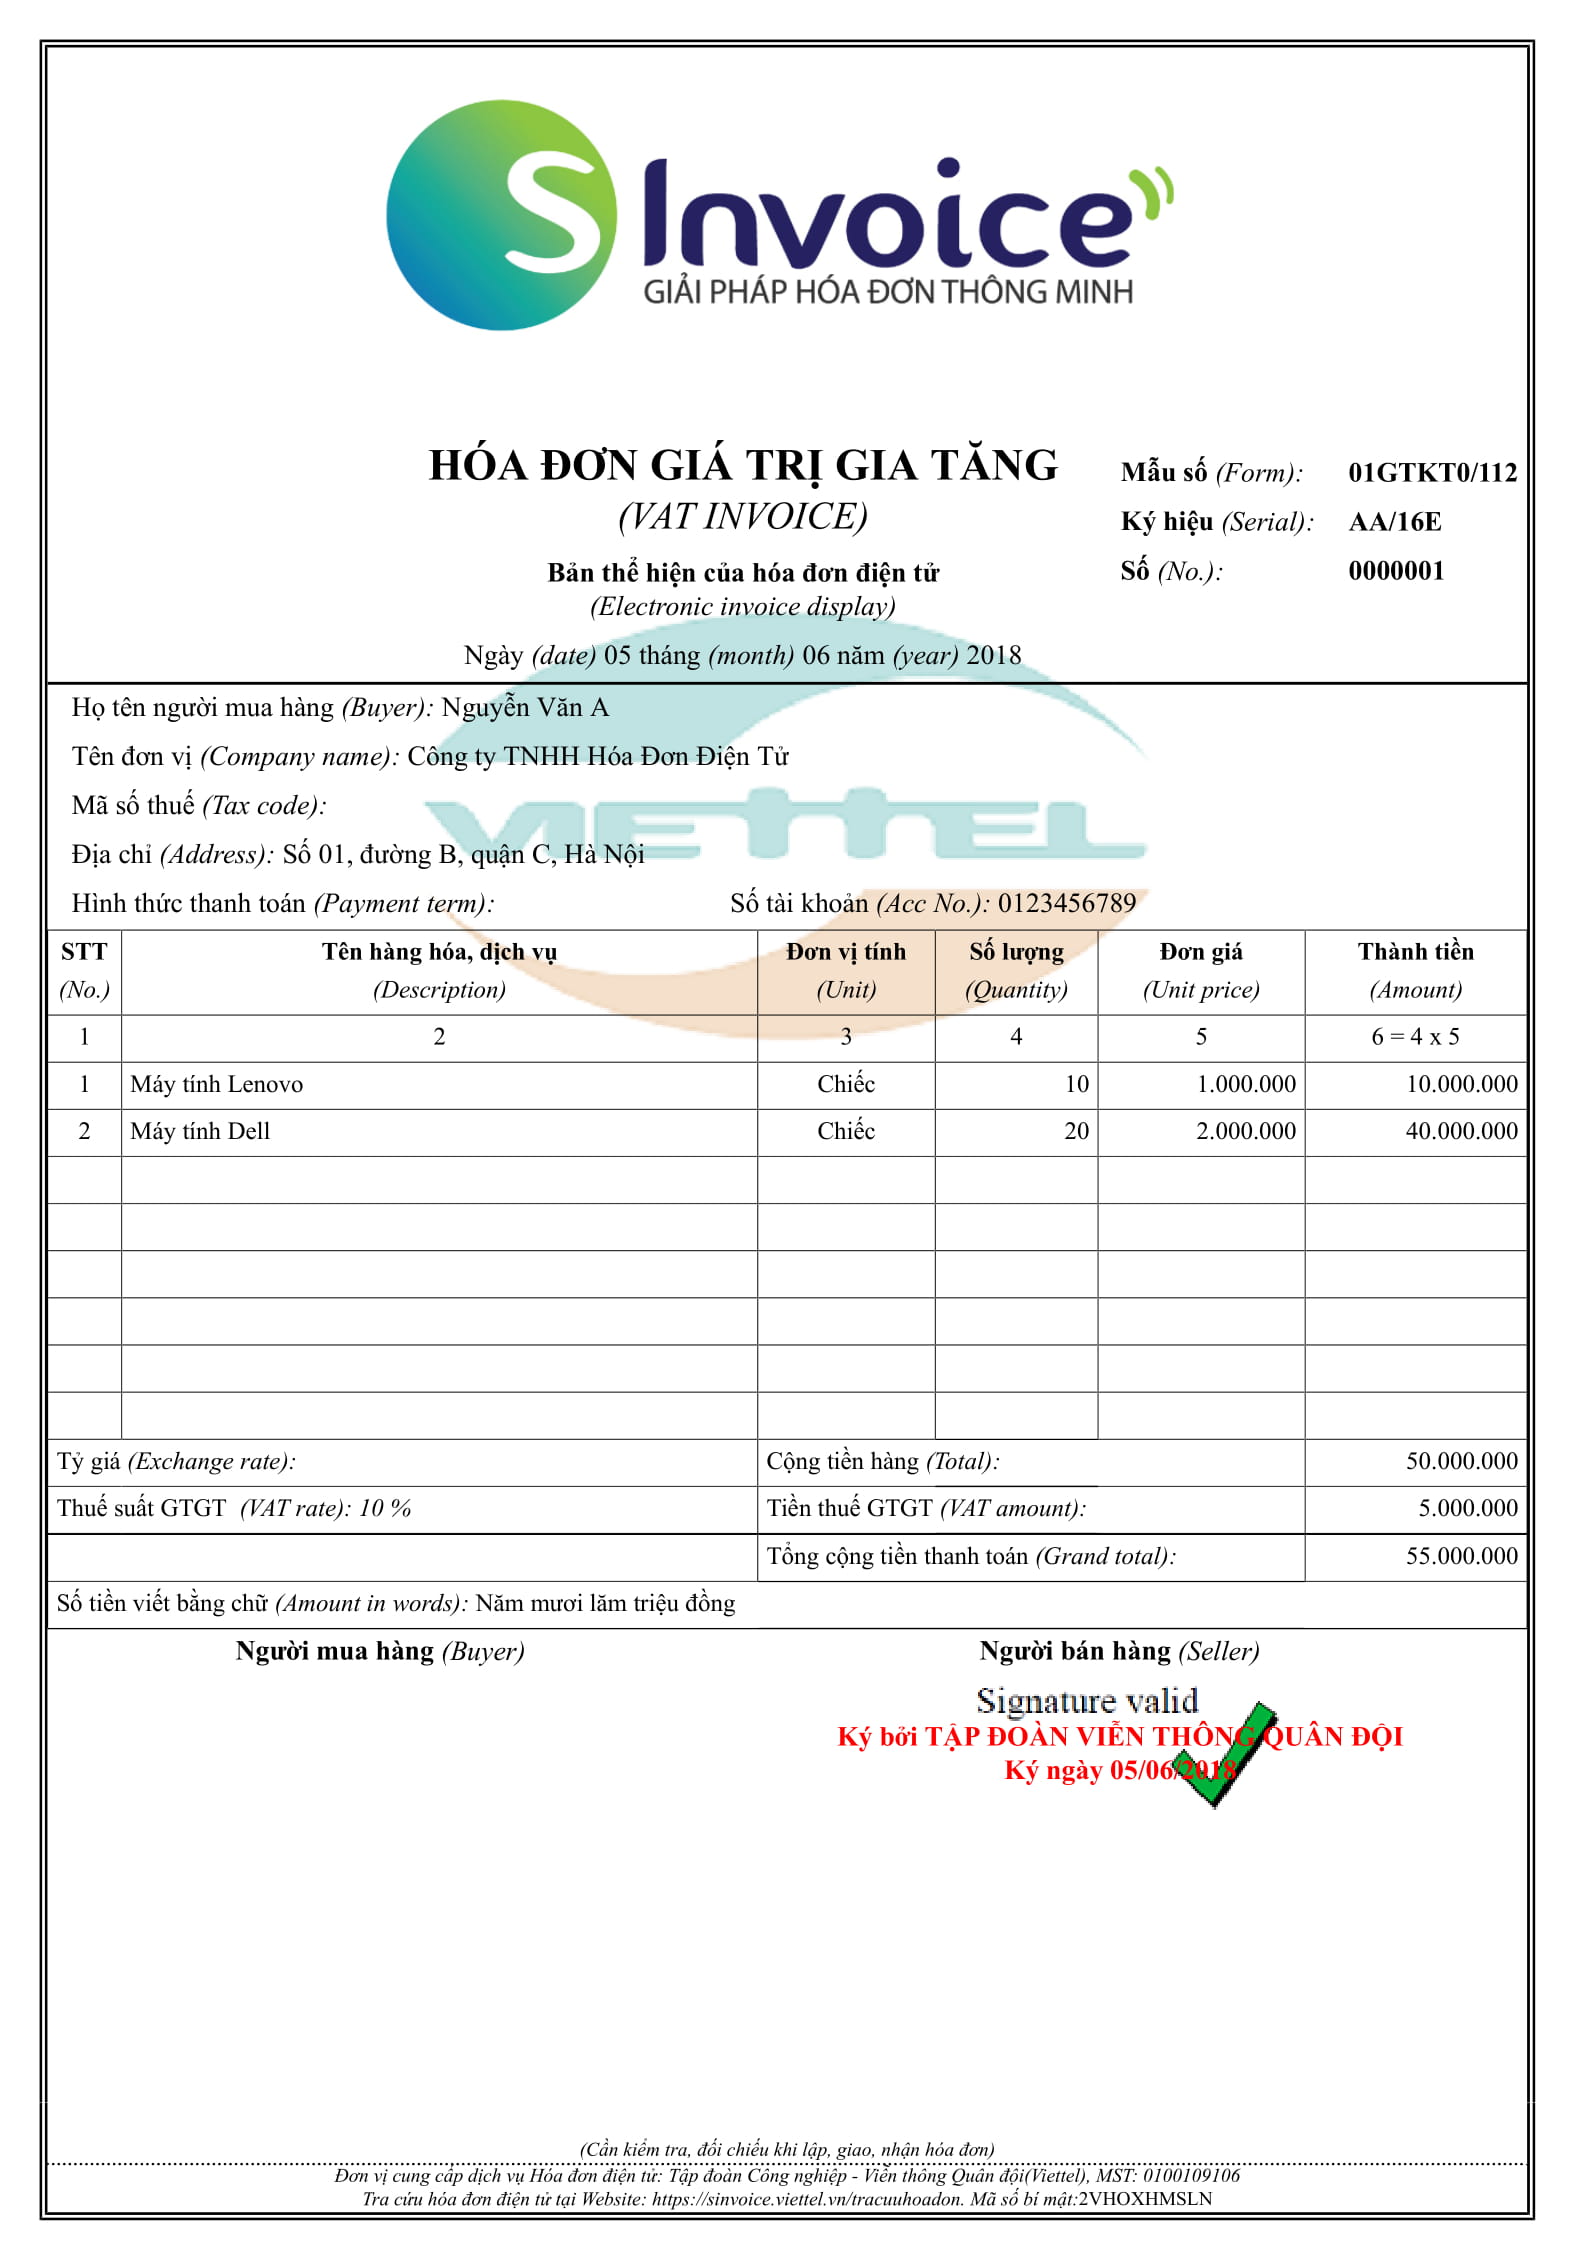 S Invoice
GIẢI PHÁP HÓA ĐƠN THÔNG MINH
HÓA ĐƠN GIÁ TRỊ GIA TĂNG
(VAT INVOICE)
Bản thể hiện của hóa đơn điện tử
(Electronic invoice display)
Ngày (date) 05 tháng (month) 06 năm (year) 2018
Mẫu số (Form): 01GTKT0/112
Ký hiệu (Serial): AA/16E
Số (No.): 0000001
Họ tên người mua hàng (Buyer): Nguyễn Văn A
Tên đơn vị (Company name): Công ty TNHH Hóa Đơn Điện Tử
Mã số thuế (Tax code):
VIETTEL
Địa chỉ (Address): Số 01, đường B, quận C, Hà Nội
Hình thức thanh toán (Payment term): Số tài khoản (Acc No.): 0123456789
STT Tên hàng hóa, dịch vụ Đơn vị tính Số lượng Đơn giá Thành tiền
(No.) (Description) (Unit) (Quantity) (Unit price) (Amount)
1 2 3 4 5 6 = 4 x 5
1 Máy tính Lenovo Chiếc 10 1.000.000 10.000.000
2 Máy tính Dell Chiếc 20 2.000.000 40.000.000
Tỷ giá (Exchange rate): Cộng tiền hàng (Total): 50.000.000
Thuế suất GTGT (VAT rate): 10 % Tiền thuế GTGT (VAT amount): 5.000.000
Tổng cộng tiền thanh toán (Grand total): 55.000.000
Số tiền viết bằng chữ (Amount in words): Năm mươi lăm triệu đồng
Người mua hàng (Buyer) Người bán hàng (Seller)
Signature valid
Ký bởi TẬP ĐOÀN VIỄN THÔNG QUÂN ĐỘI
Ký ngày 05/06/2018
(Cần kiểm tra, đối chiếu khi lập, giao, nhận hóa đơn)
Đơn vị cung cấp dịch vụ Hóa đơn điện tử: Tập đoàn Công nghiệp - Viễn thông Quân đội(Viettel), MST: 0100109106
Tra cứu hóa đơn điện tử tại Website: https://sinvoice.viettel.vn/tracuuhoadon. Mã số bí mật:2VHOXHMSLN